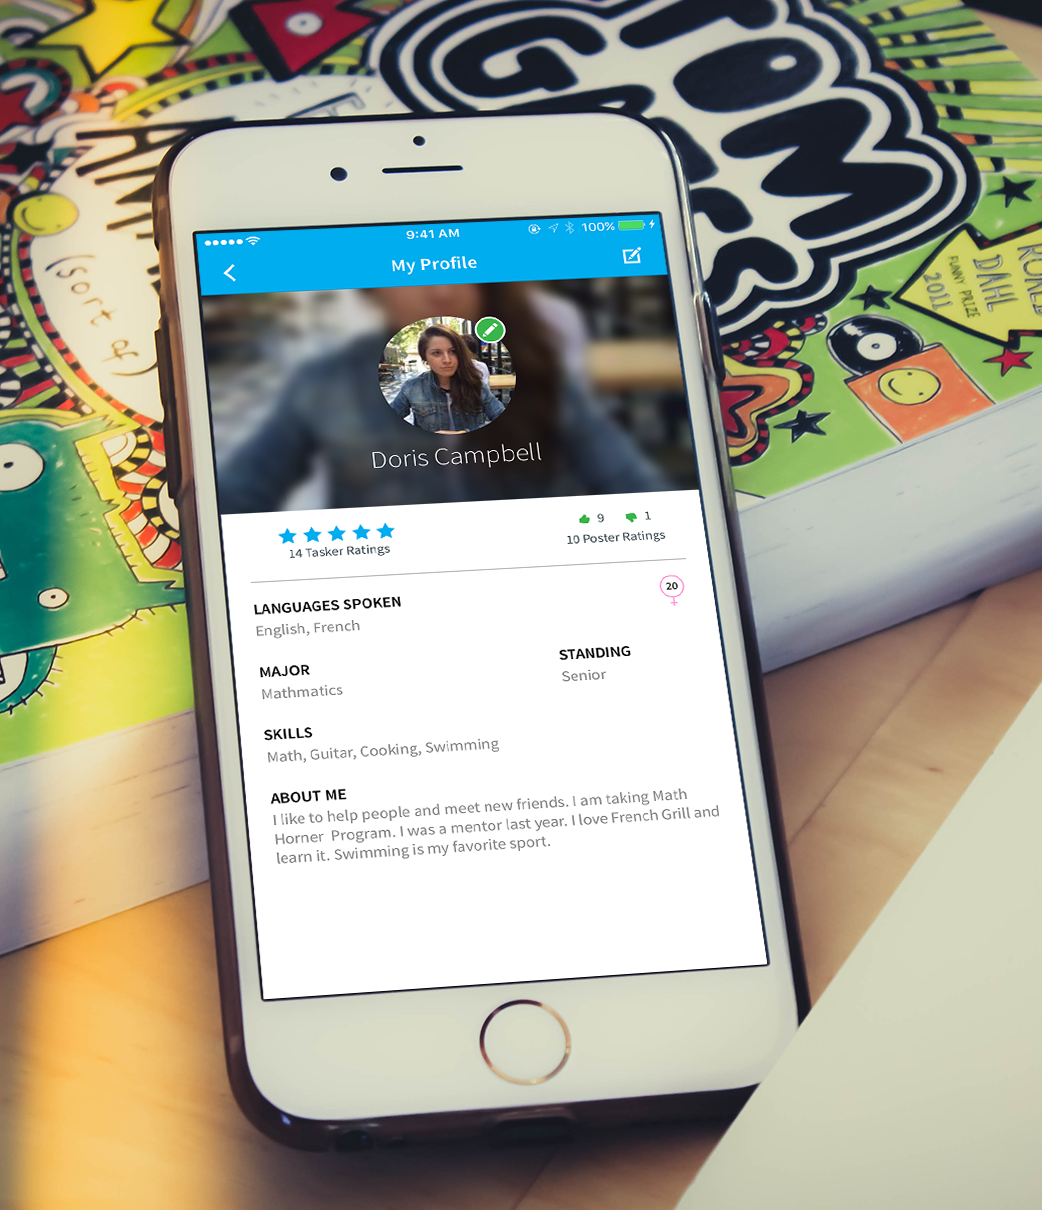 TOM
GATES
AMA
(sort of)
ROALD
DAHL
FUNNY PRIZE
2011
9:41 AM
100%
My Profile
Doris Campbell
14 Tasker Ratings
9 1
10 Poster Ratings
LANGUAGES SPOKEN
20
English, French
MAJOR
STANDING
Mathmatics
Senior
SKILLS
Math, Guitar, Cooking, Swimming
ABOUT ME
I like to help people and meet new friends. I am taking Math
Horner Program. I was a mentor last year. I love French Grill and
learn it. Swimming is my favorite sport.